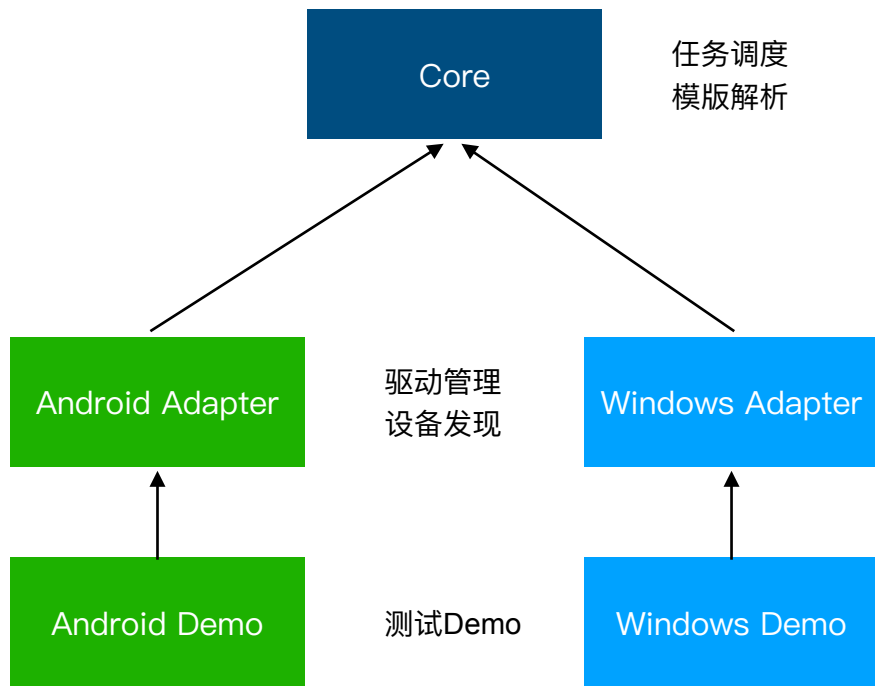 Core
任务调度
模版解析
Android Adapter
驱动管理
设备发现
Windows Adapter
Android Demo
测试Demo
Windows Demo